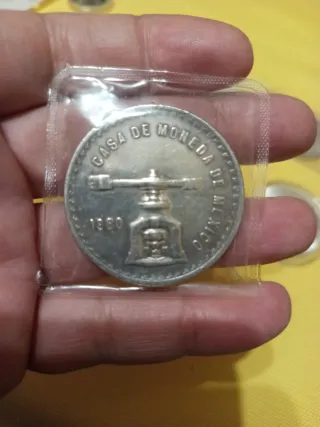 CASA DE MONEDA DE MEXICO
1980